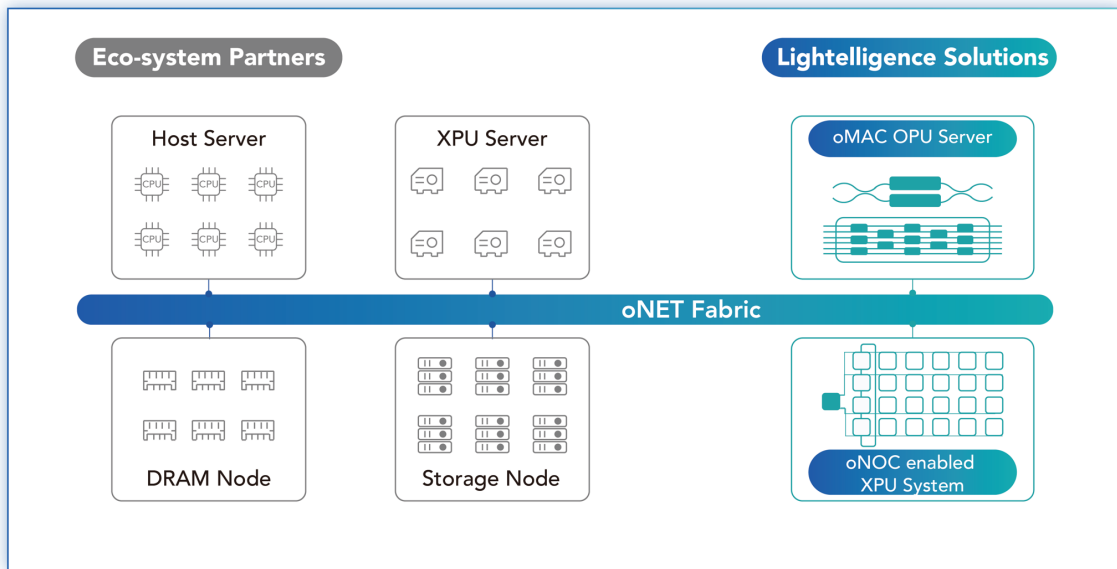 Eco-system Partners
Lightelligence Solutions
Host Server
CPU CPU CPU
CPU CPU CPU
XPU Server
oMAC OPU Server
oNET Fabric
DRAM Node
Storage Node
oNOC enabled
XPU System